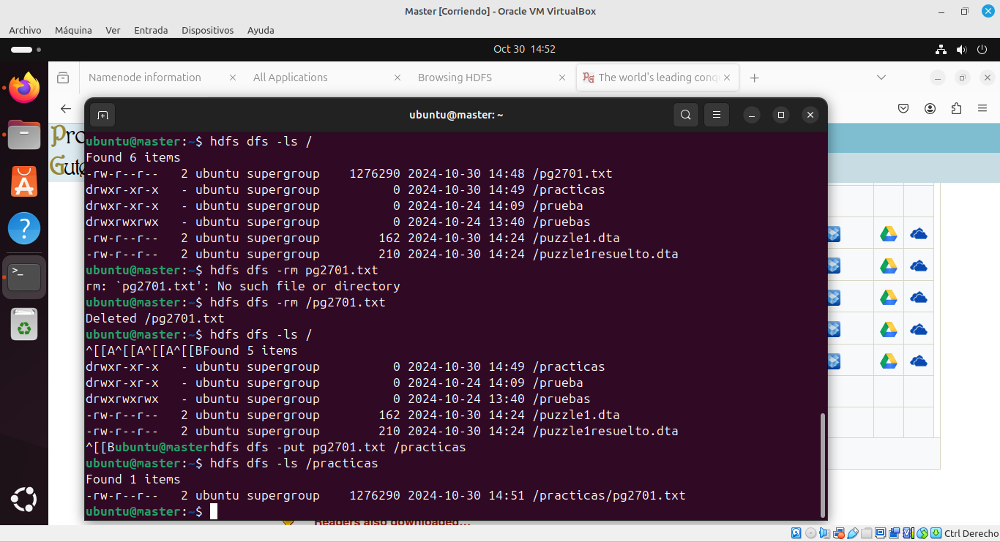 Master [Corriendo] - Oracle VM VirtualBox
Archivo Máquina Ver Entrada Dispositivos Ayuda
Oct 30 14:52
Namenode information All Applications Browsing HDFS The world's leading conq
ubuntu@master: ~
ubuntu@master:~$ hdfs dfs -ls /
Found 6 items
-rw-r--r-- 2 ubuntu supergroup 1276290 2024-10-30 14:48 /pg2701.txt
drwxr-xr-x - ubuntu supergroup 0 2024-10-30 14:49 /practicas
drwxr-xr-x - ubuntu supergroup 0 2024-10-24 14:09 /prueba
drwxrwxrwx - ubuntu supergroup 0 2024-10-24 13:40 /pruebas
-rw-r--r-- 2 ubuntu supergroup 162 2024-10-30 14:24 /puzzle1.dta
-rw-r--r-- 2 ubuntu supergroup 210 2024-10-30 14:24 /puzzle1resuelto.dta
ubuntu@master:~$ hdfs dfs -rm pg2701.txt
rm: `pg2701.txt': No such file or directory
ubuntu@master:~$ hdfs dfs -rm /pg2701.txt
Deleted /pg2701.txt
ubuntu@master:~$ hdfs dfs -ls /
^[[A^[[A^[[A^[[BFound 5 items
drwxr-xr-x - ubuntu supergroup 0 2024-10-30 14:49 /practicas
drwxr-xr-x - ubuntu supergroup 0 2024-10-24 14:09 /prueba
drwxrwxrwx - ubuntu supergroup 0 2024-10-24 13:40 /pruebas
-rw-r--r-- 2 ubuntu supergroup 162 2024-10-30 14:24 /puzzle1.dta
-rw-r--r-- 2 ubuntu supergroup 210 2024-10-30 14:24 /puzzle1resuelto.dta
^[[Bubuntu@masterhdfs dfs -put pg2701.txt /practicas
ubuntu@master:~$ hdfs dfs -ls /practicas
Found 1 items
-rw-r--r-- 2 ubuntu supergroup 1276290 2024-10-30 14:51 /practicas/pg2701.txt
ubuntu@master:~$
Pro
Gute
Readers also downloaded…
Ctrl Derecho